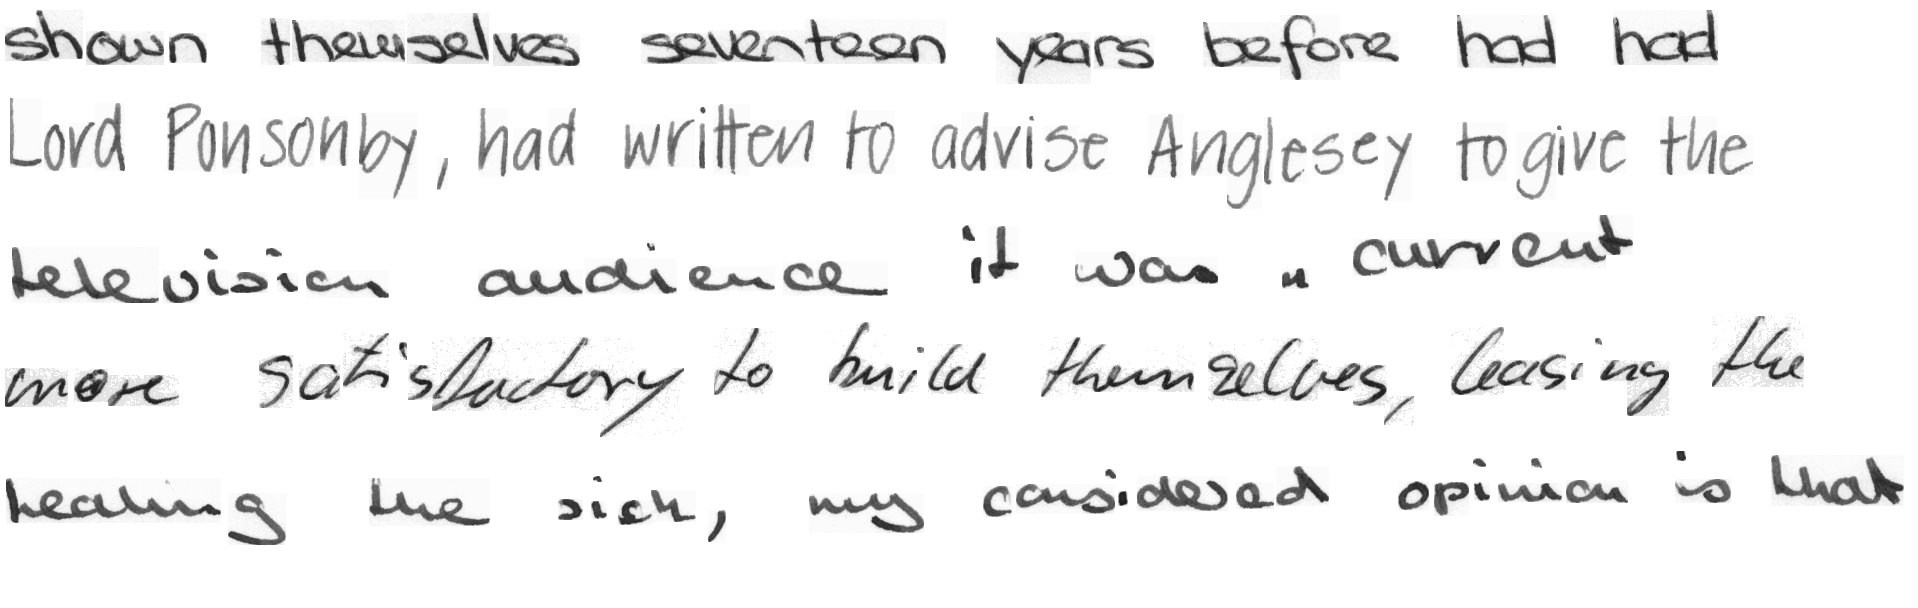 shown themselves seventeen years before had had
Lord Ponsonby, had written to advise Anglesey to give the
television audience it was " current
more satisfactory to build themselves, leasing the
healing the sick, my considered opinion is that